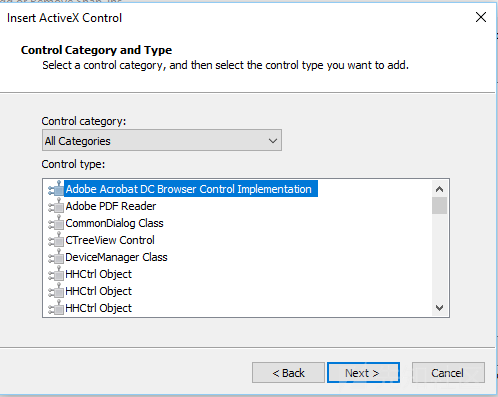 Insert ActiveX Control
Control Category and Type
Select a control category, and then select the control type you want to add.
Control category:
All Categories
Control type:
Adobe Acrobat DC Browser Control Implementation
Adobe PDF Reader
CommonDialog Class
CTreeView Control
DeviceManager Class
HHCtrl Object
HHCtrl Object
HHCtrl Object
< Back
Next >
Cancel